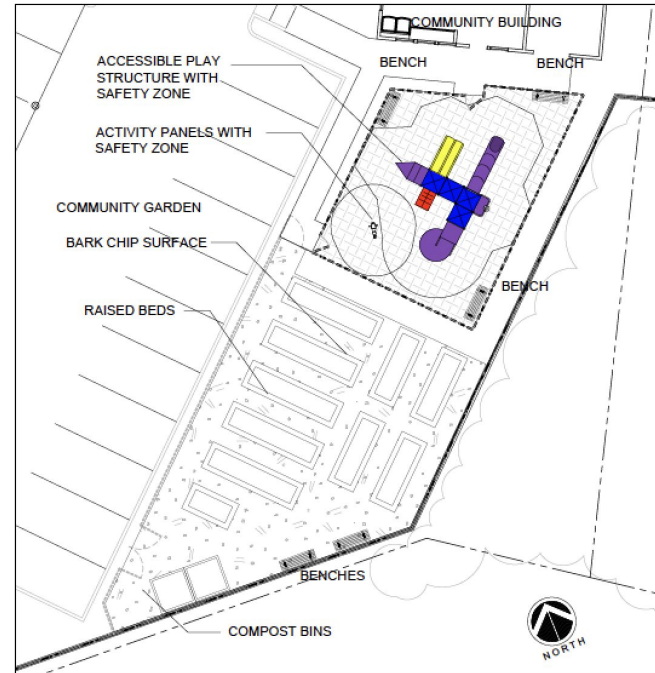 COMMUNITY BUILDING
BENCH
BENCH
ACCESSIBLE PLAY
STRUCTURE WITH
SAFETY ZONE
ACTIVITY PANELS WITH
SAFETY ZONE
COMMUNITY GARDEN
BARK CHIP SURFACE
BENCH
RAISED BEDS
BENCHES
COMPOST BINS
NORTH